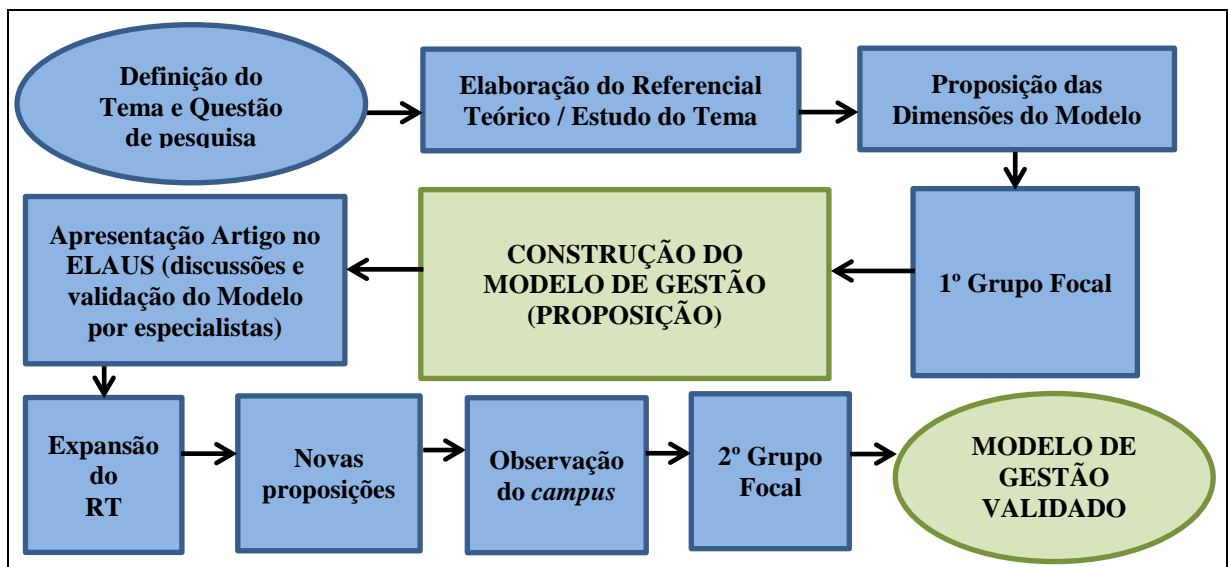 Definição do
Tema e Questão
de pesquisa
Elaboração do Referencial
Teórico / Estudo do Tema
Proposição das
Dimensões do Modelo
1º Grupo Focal
CONSTRUÇÃO DO
MODELO DE GESTÃO
(PROPOSIÇÃO)
Apresentação Artigo no
ELAUS (discussões e
validação do Modelo
por especialistas)
Expansão
do
RT
Novas
proposições
Observação
do campus
2º Grupo
Focal
MODELO DE
GESTÃO
VALIDADO